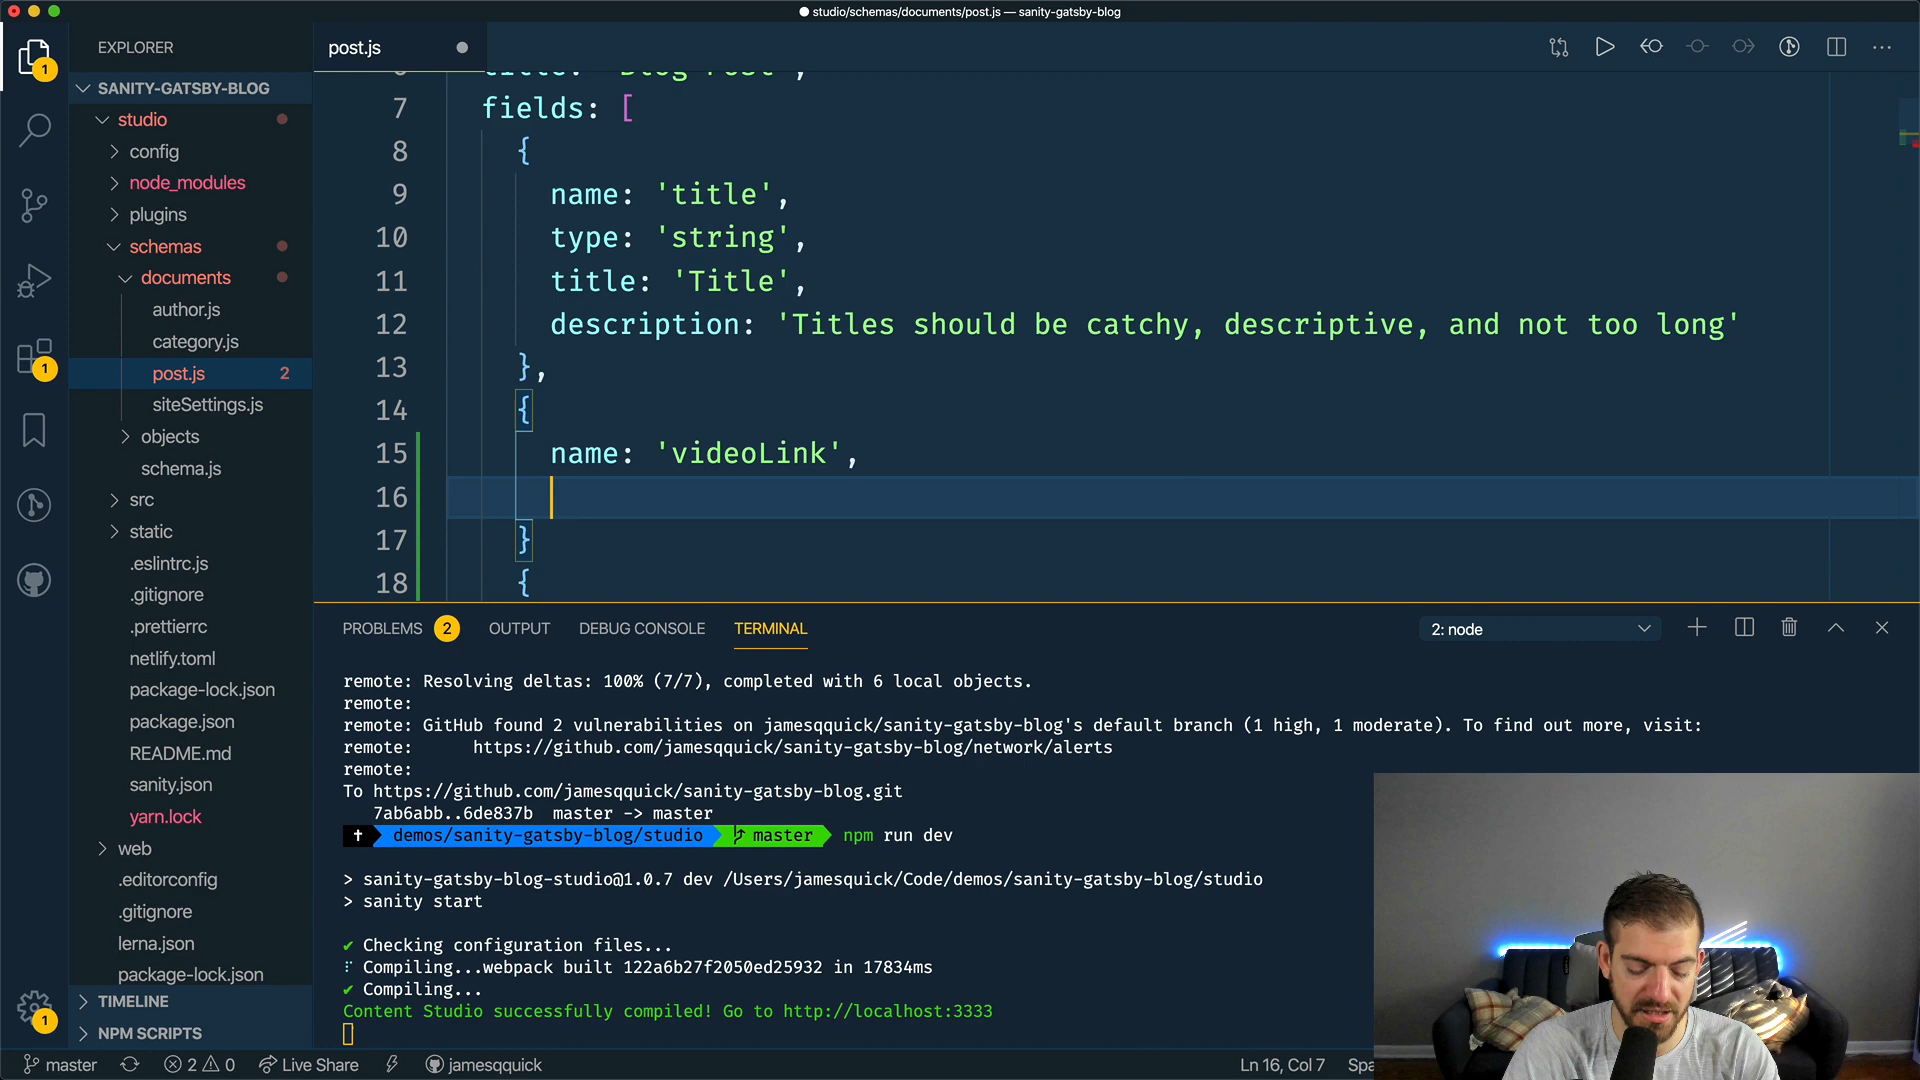 studio/schemas/documents/post.js — sanity-gatsby-blog
EXPLORER
post.js
SANITY-GATSBY-BLOG
studio
config
node_modules
plugins
schemas
documents
author.js
category.js
post.js 2
siteSettings.js
objects
schema.js
src
static
.eslintrc.js
.gitignore
.prettierrc
netlify.toml
package-lock.json
package.json
README.md
sanity.json
yarn.lock
web
.editorconfig
.gitignore
lerna.json
package-lock.json
TIMELINE
NPM SCRIPTS
1
1
1
7 fields: [
8 {
9 name: 'title',
10 type: 'string',
11 title: 'Title',
12 description: 'Titles should be catchy, descriptive, and not too long'
13 },
14 {
15 name: 'videoLink',
16
17 }
18 {
PROBLEMS 2 OUTPUT DEBUG CONSOLE TERMINAL 2: node
remote: Resolving deltas: 100% (7/7), completed with 6 local objects.
remote:
remote: GitHub found 2 vulnerabilities on jamesqquick/sanity-gatsby-blog's default branch (1 high, 1 moderate). To find out more, visit:
remote: https://github.com/jamesqquick/sanity-gatsby-blog/network/alerts
remote:
To https://github.com/jamesqquick/sanity-gatsby-blog.git
7ab6abb..6de837b master -> master
demos/sanity-gatsby-blog/studio master npm run dev
> sanity-gatsby-blog-studio@1.0.7 dev /Users/jamesquick/Code/demos/sanity-gatsby-blog/studio
> sanity start
✔ Checking configuration files...
Compiling...webpack built 122a6b27f2050ed25932 in 17834ms
✔ Compiling...
Content Studio successfully compiled! Go to http://localhost:3333
master 2 0 Live Share jamesqquick Ln 16, Col 7